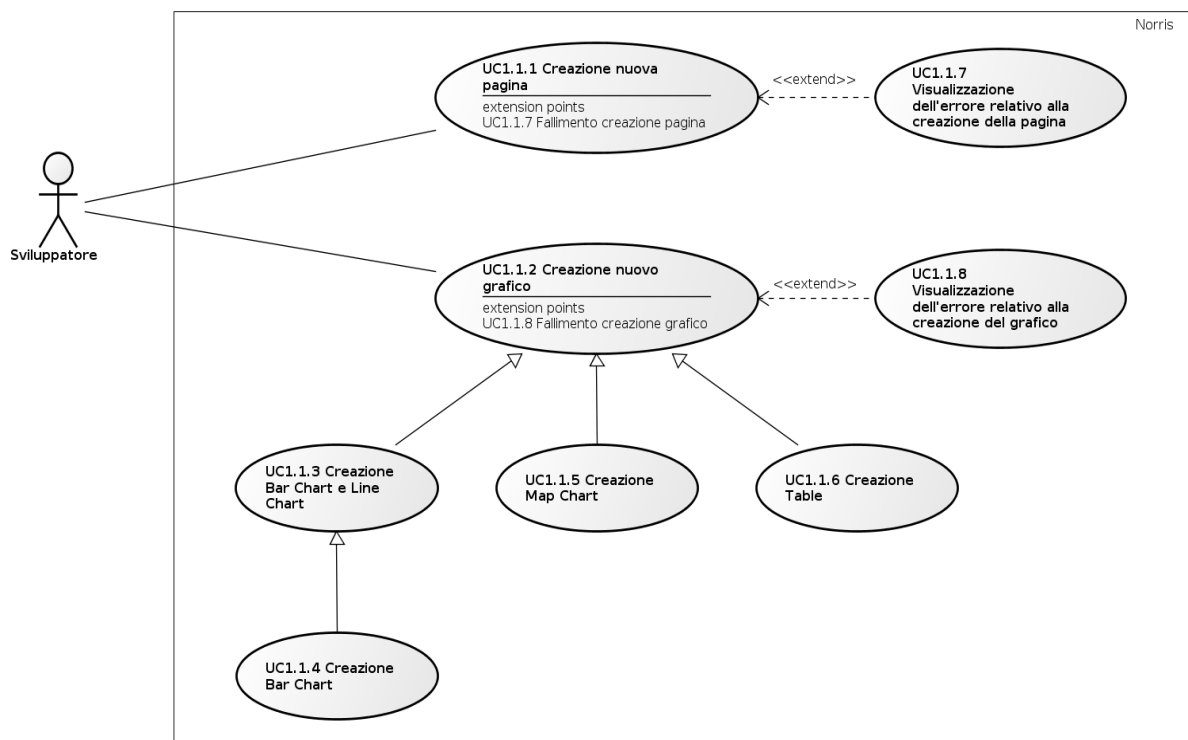 Norris
UC1.1.1 Creazione nuova
pagina
extension points
UC1.1.7 Fallimento creazione pagina
<<extend>>
UC1.1.7
Visualizzazione
dell'errore relativo alla
creazione della pagina
Sviluppatore
UC1.1.2 Creazione nuovo
grafico
extension points
UC1.1.8 Fallimento creazione grafico
<<extend>>
UC1.1.8
Visualizzazione
dell'errore relativo alla
creazione del grafico
UC1.1.3 Creazione
Bar Chart e Line
Chart
UC1.1.5 Creazione
Map Chart
UC1.1.6 Creazione
Table
UC1.1.4 Creazione
Bar Chart